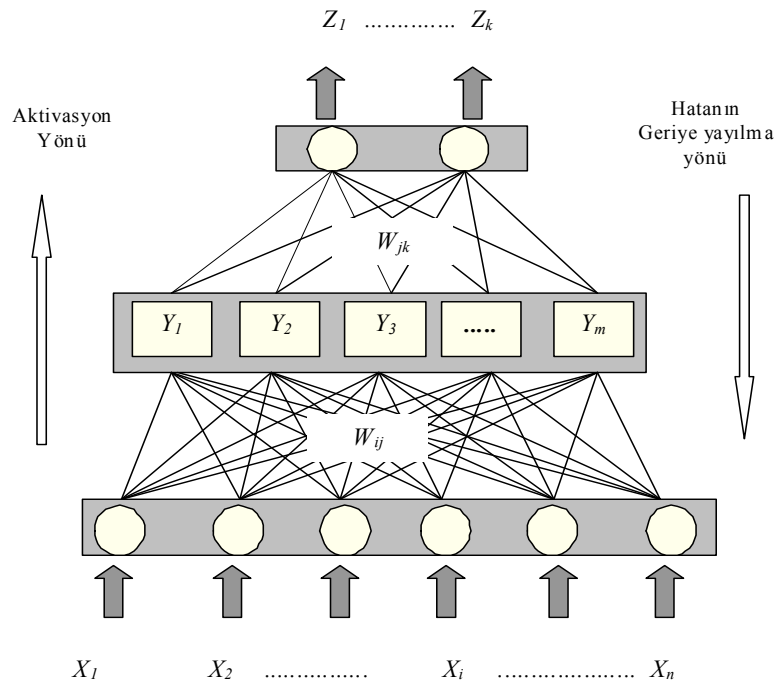 Z1 ............ Zk
Aktivasyon
Yönü
Hatanın
Geriye yayılma
yönü
Wjk
Y1 Y2 Y3 ..... Ym
Wij
X1 X2 ............... Xi .................... Xn